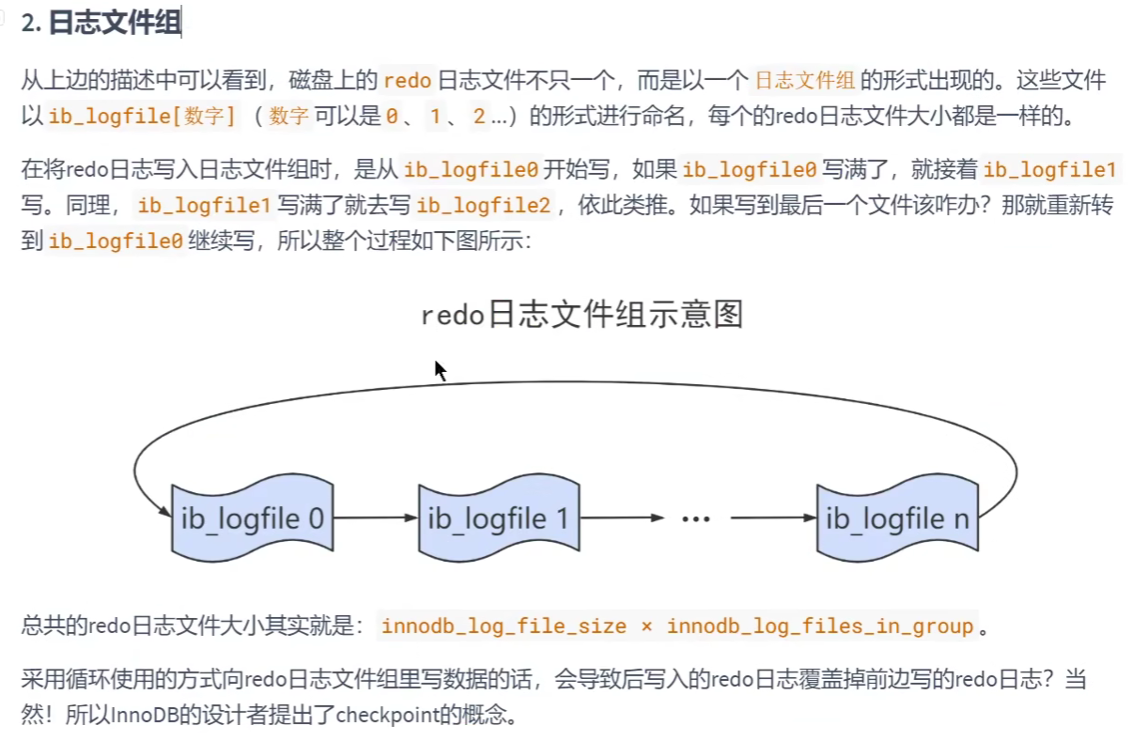 2. 日志文件组
从上边的描述中可以看到，磁盘上的 redo 日志文件不只一个，而是以一个 日志文件组 的形式出现的。这些文件
以 ib_logfile[数字] （ 数字 可以是 0 、 1 、 2 ...）的形式进行命名，每个的redo日志文件大小都是一样的。
在将redo日志写入日志文件组时，是从 ib_logfile0 开始写，如果 ib_logfile0 写满了，就接着 ib_logfile1
写。同理， ib_logfile1 写满了就去写 ib_logfile2 ，依此类推。如果写到最后一个文件该咋办？那就重新转
到 ib_logfile0 继续写，所以整个过程如下图所示：
redo日志文件组示意图
ib_logfile 0
ib_logfile 1
...
ib_logfile n
总共的redo日志文件大小其实就是： innodb_log_file_size × innodb_log_files_in_group 。
采用循环使用的方式向redo日志文件组里写数据的话，会导致后写入的redo日志覆盖掉前边写的redo日志？当
然！所以InnoDB的设计者提出了checkpoint的概念。